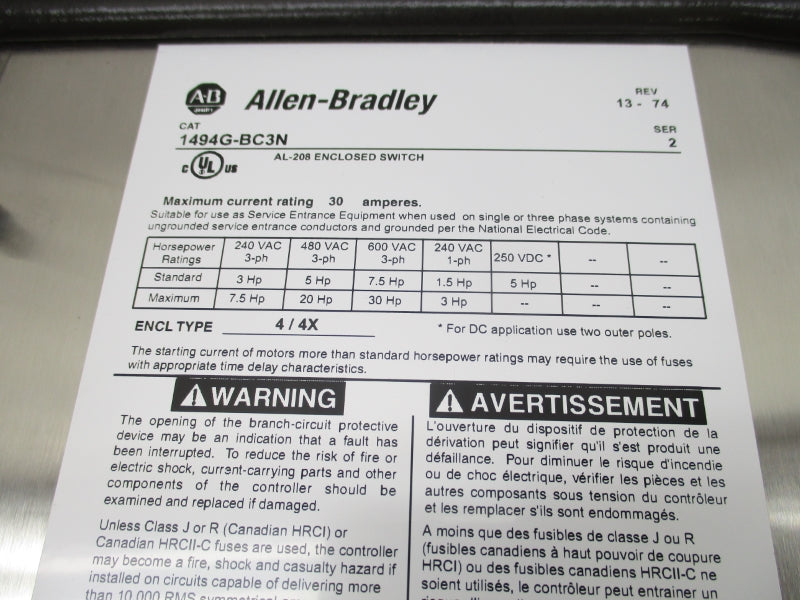 A-B Allen-Bradley
REV
13 - 74
CAT
1494G-BC3N
SER
2
c UL us
AL-208 ENCLOSED SWITCH
Maximum current rating 30 amperes.
Suitable for use as Service Entrance Equipment when used on single or three phase systems containing
ungrounded service entrance conductors and grounded per the National Electrical Code.
Horsepower Ratings 240 VAC 3-ph 480 VAC 3-ph 600 VAC 3-ph 240 VAC 1-ph 250 VDC * -- --
Standard 3 Hp 5 Hp 7.5 Hp 1.5 Hp 5 Hp -- --
Maximum 7.5 Hp 20 Hp 30 Hp 3 Hp -- -- --
ENCL TYPE 4 / 4X
* For DC application use two outer poles.
The starting current of motors more than standard horsepower ratings may require the use of fuses
with appropriate time delay characteristics.
WARNING
The opening of the branch-circuit protective
device may be an indication that a fault has
been interrupted. To reduce the risk of fire or
electric shock, current-carrying parts and other
components of the controller should be
examined and replaced if damaged.
Unless Class J or R (Canadian HRCI) or
Canadian HRCII-C fuses are used, the controller
may become a fire, shock and casualty hazard if
installed on circuits capable of delivering more
than 10,000 RMS symmetrical
AVERTISSEMENT
L'ouverture du dispositif de protection de la
dérivation peut signifier qu'il s'est produit une
défaillance. Pour diminuer le risque d'incendie
ou de choc électrique, vérifier les pièces et les
autres composants sous tension du contrôleur
et les remplacer s'ils sont endommagés.
A moins que des fusibles de classe J ou R
(fusibles canadiens à haut pouvoir de coupure
HRCI) ou des fusibles canadiens HRCII-C ne
soient utilisés, le contrôleur peut entrainer un